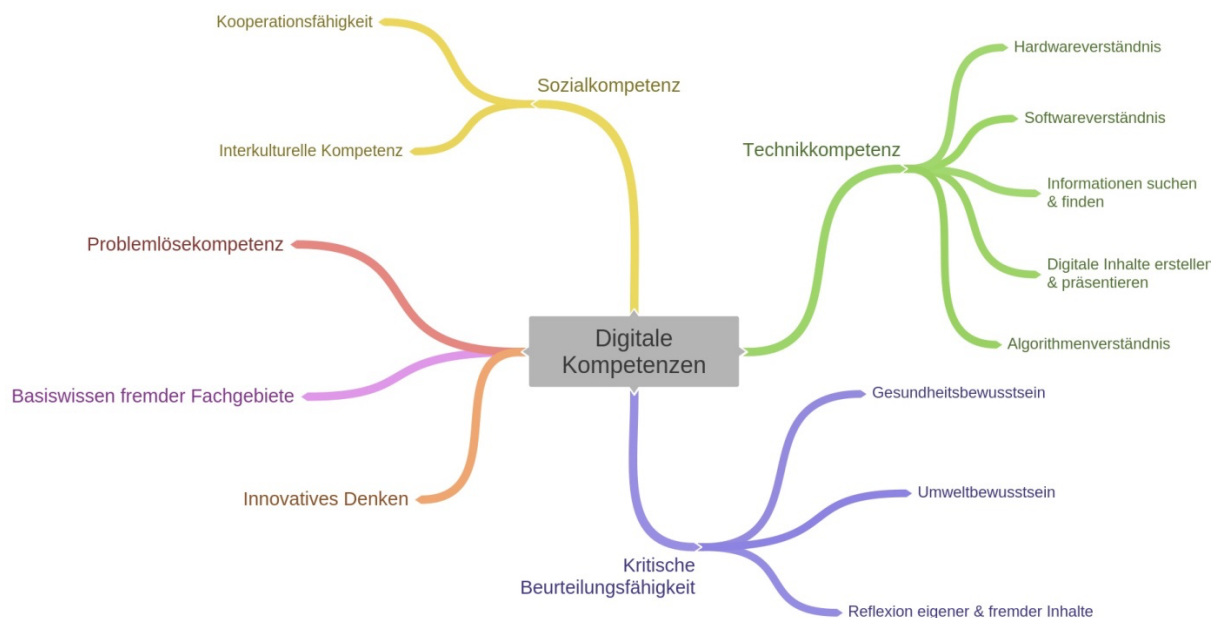 Digitale
Kompetenzen
Sozialkompetenz
Kooperationsfähigkeit
Interkulturelle Kompetenz
Problemlösekompetenz
Basiswissen fremder Fachgebiete
Innovatives Denken
Technikkompetenz
Hardwareverständnis
Softwareverständnis
Informationen suchen
& finden
Digitale Inhalte erstellen
& präsentieren
Algorithmenverständnis
Kritische
Beurteilungsfähigkeit
Gesundheitsbewusstsein
Umweltbewusstsein
Reflexion eigener & fremder Inhalte